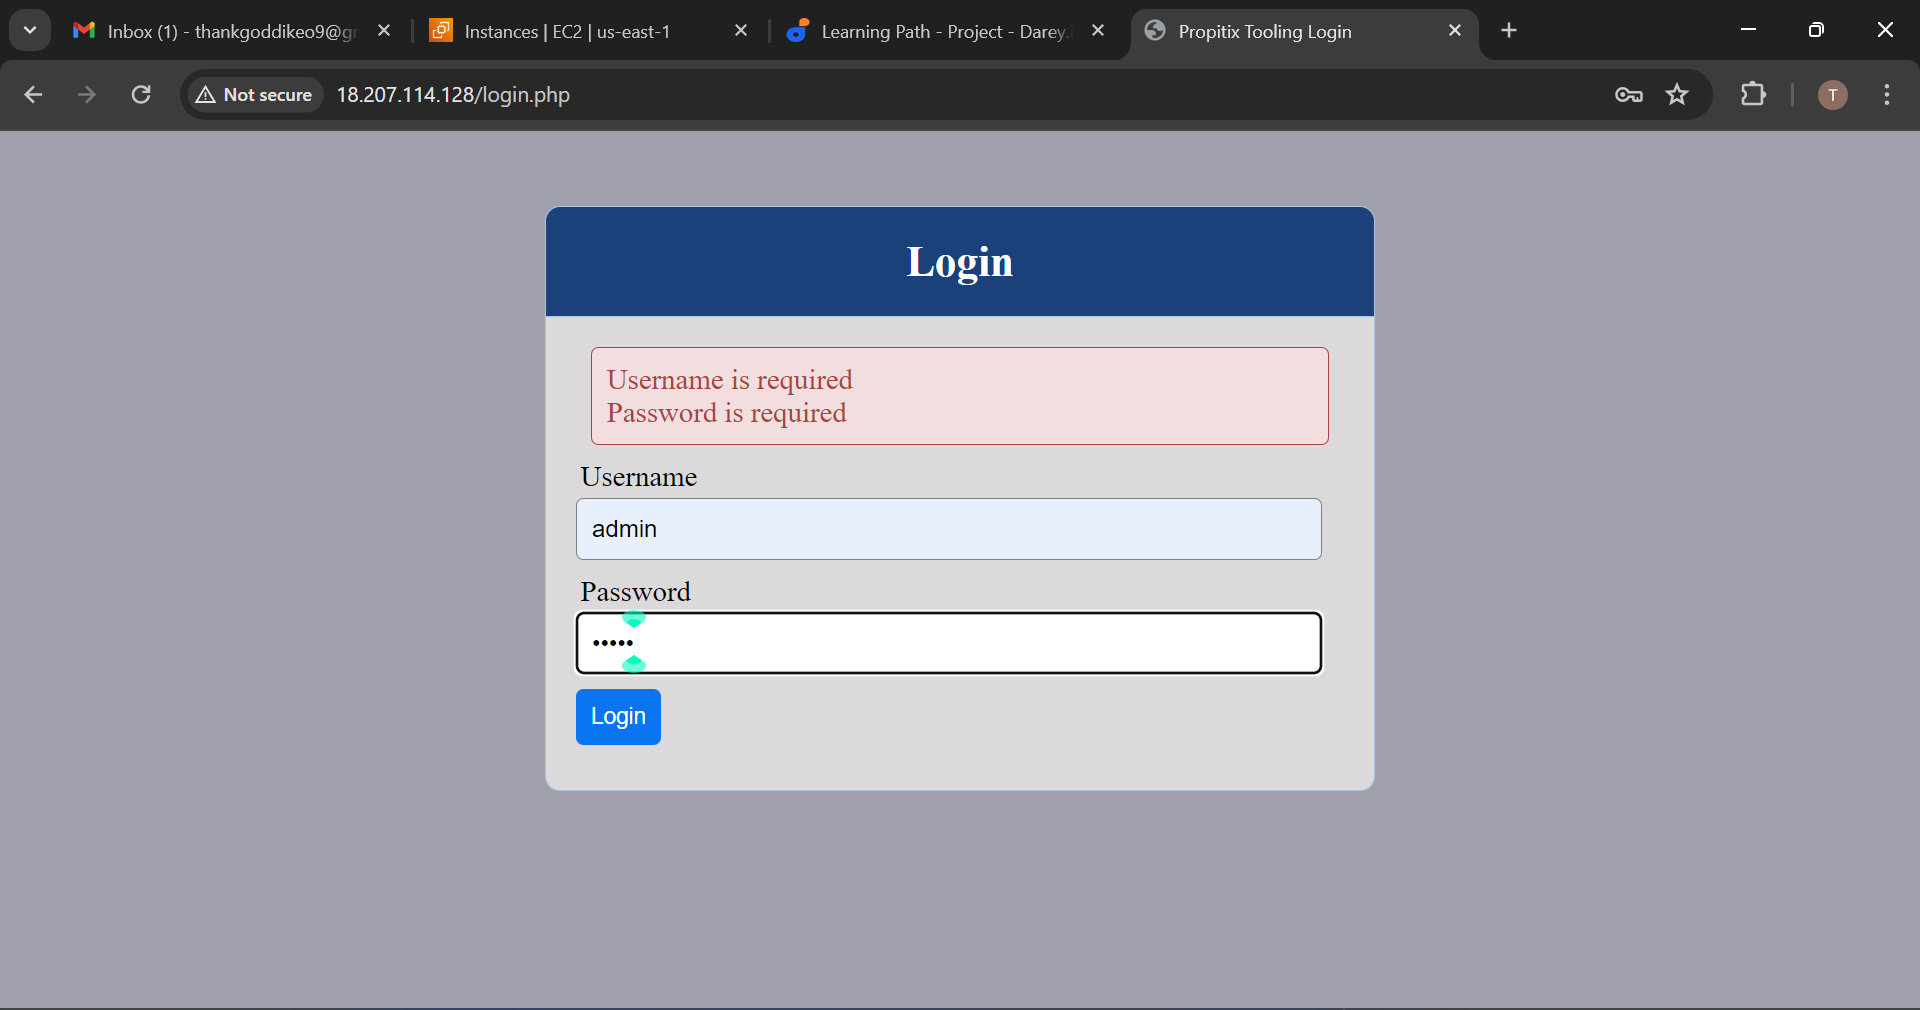 Inbox (1) - thankgoddikeo9@gr
Instances | EC2 | us-east-1
Learning Path - Project - Darey.i
Propitix Tooling Login
Not secure
18.207.114.128/login.php
T
Login
Username is required
Password is required
Username
admin
Password
•••••
Login